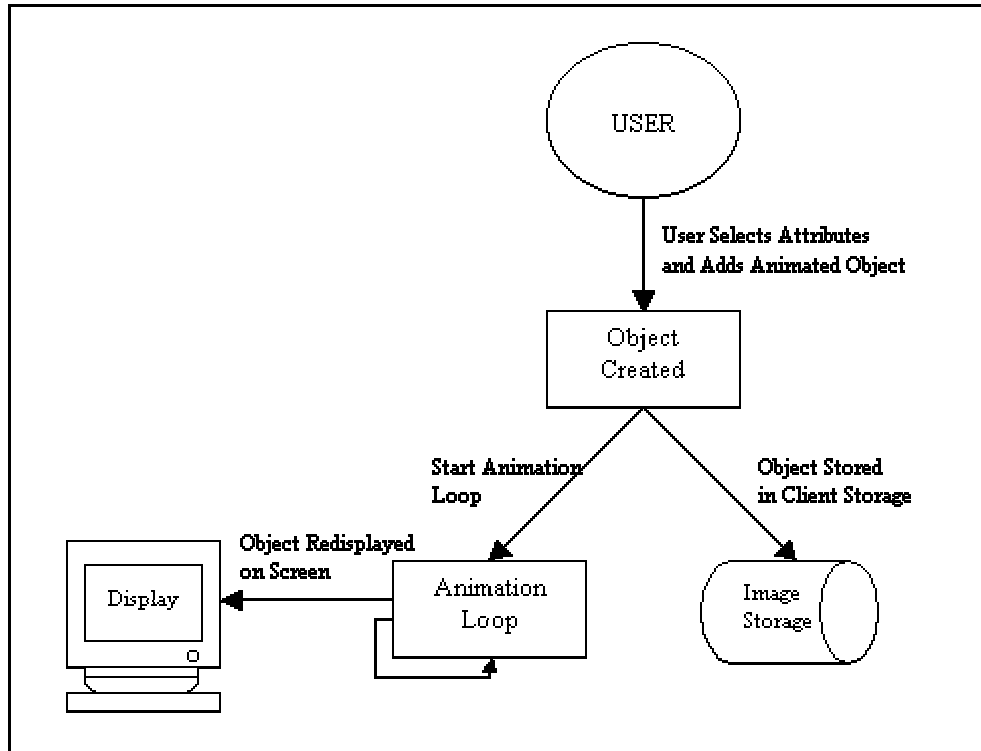 USER
User Selects Attributes
and Adds Animated Object
Object
Created
Start Animation
Loop
Object Stored
in Client Storage
Object Redisplayed
on Screen
Display
Animation
Loop
Image
Storage